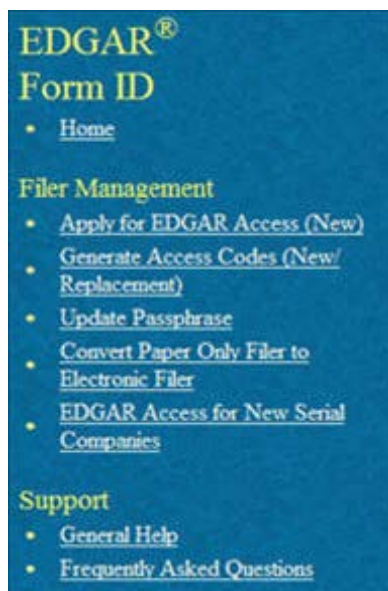 EDGAR®
Form ID
• Home
Filer Management
• Apply for EDGAR Access (New)
• Generate Access Codes (New/
Replacement)
• Update Passphrase
• Convert Paper Only Filer to
Electronic Filer
• EDGAR Access for New Serial
Companies
Support
• General Help
• Frequently Asked Questions